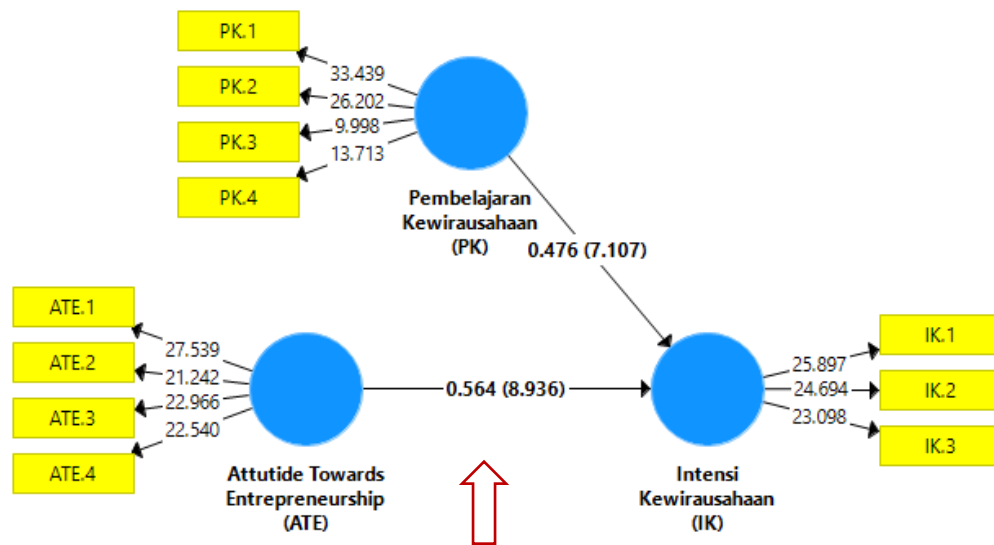 PK.1
33.439
PK.2
26.202
PK.3
9.998
13.713
PK.4
Pembelajaran
Kewirausahaan
(PK)
0.476 (7.107)
ATE.1
27.539
ATE.2
21.242
ATE.3
22.966
22.540
ATE.4
Attutide Towards
Entrepreneurship
(ATE)
0.564 (8.936)
IK.1
25.897
24.694
IK.2
23.098
IK.3
Intensi
Kewirausahaan
(IK)